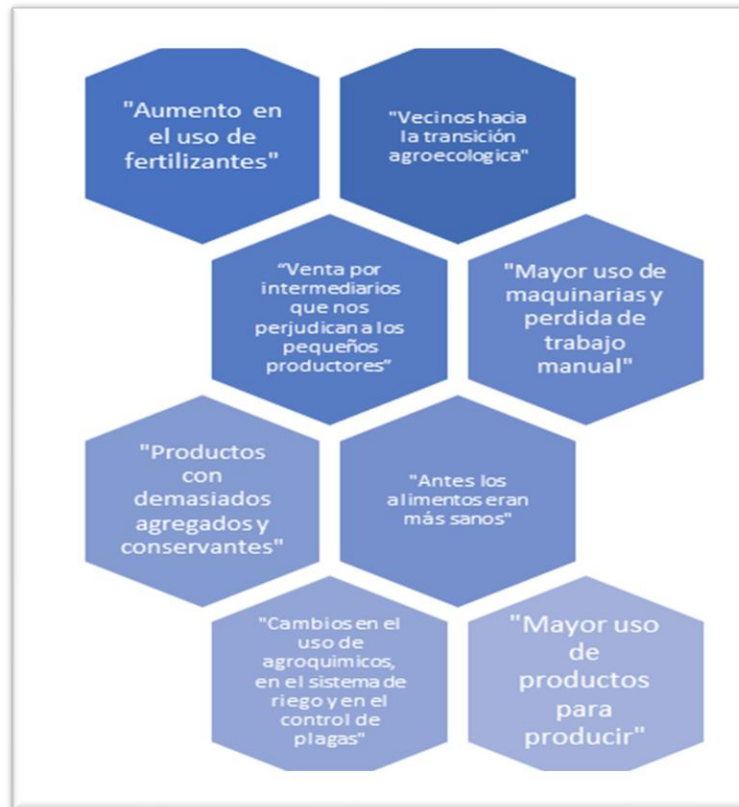 "Aumento en
el uso de
fertilizantes"
"Vecinos hacia
la transición
agroecologica"
“Venta por
intermediarios
que nos
perjudican a los
pequeños
productores”
"Mayor uso de
maquinarias y
perdida de
trabajo
manual"
"Productos
con
demasiados
agregados y
conservantes"
"Antes los
alimentos eran
más sanos"
"Cambios en el
uso de
agroquimicos,
en el sistema de
riego y en el
control de
plagas"
"Mayor uso
de
productos
para
producir"